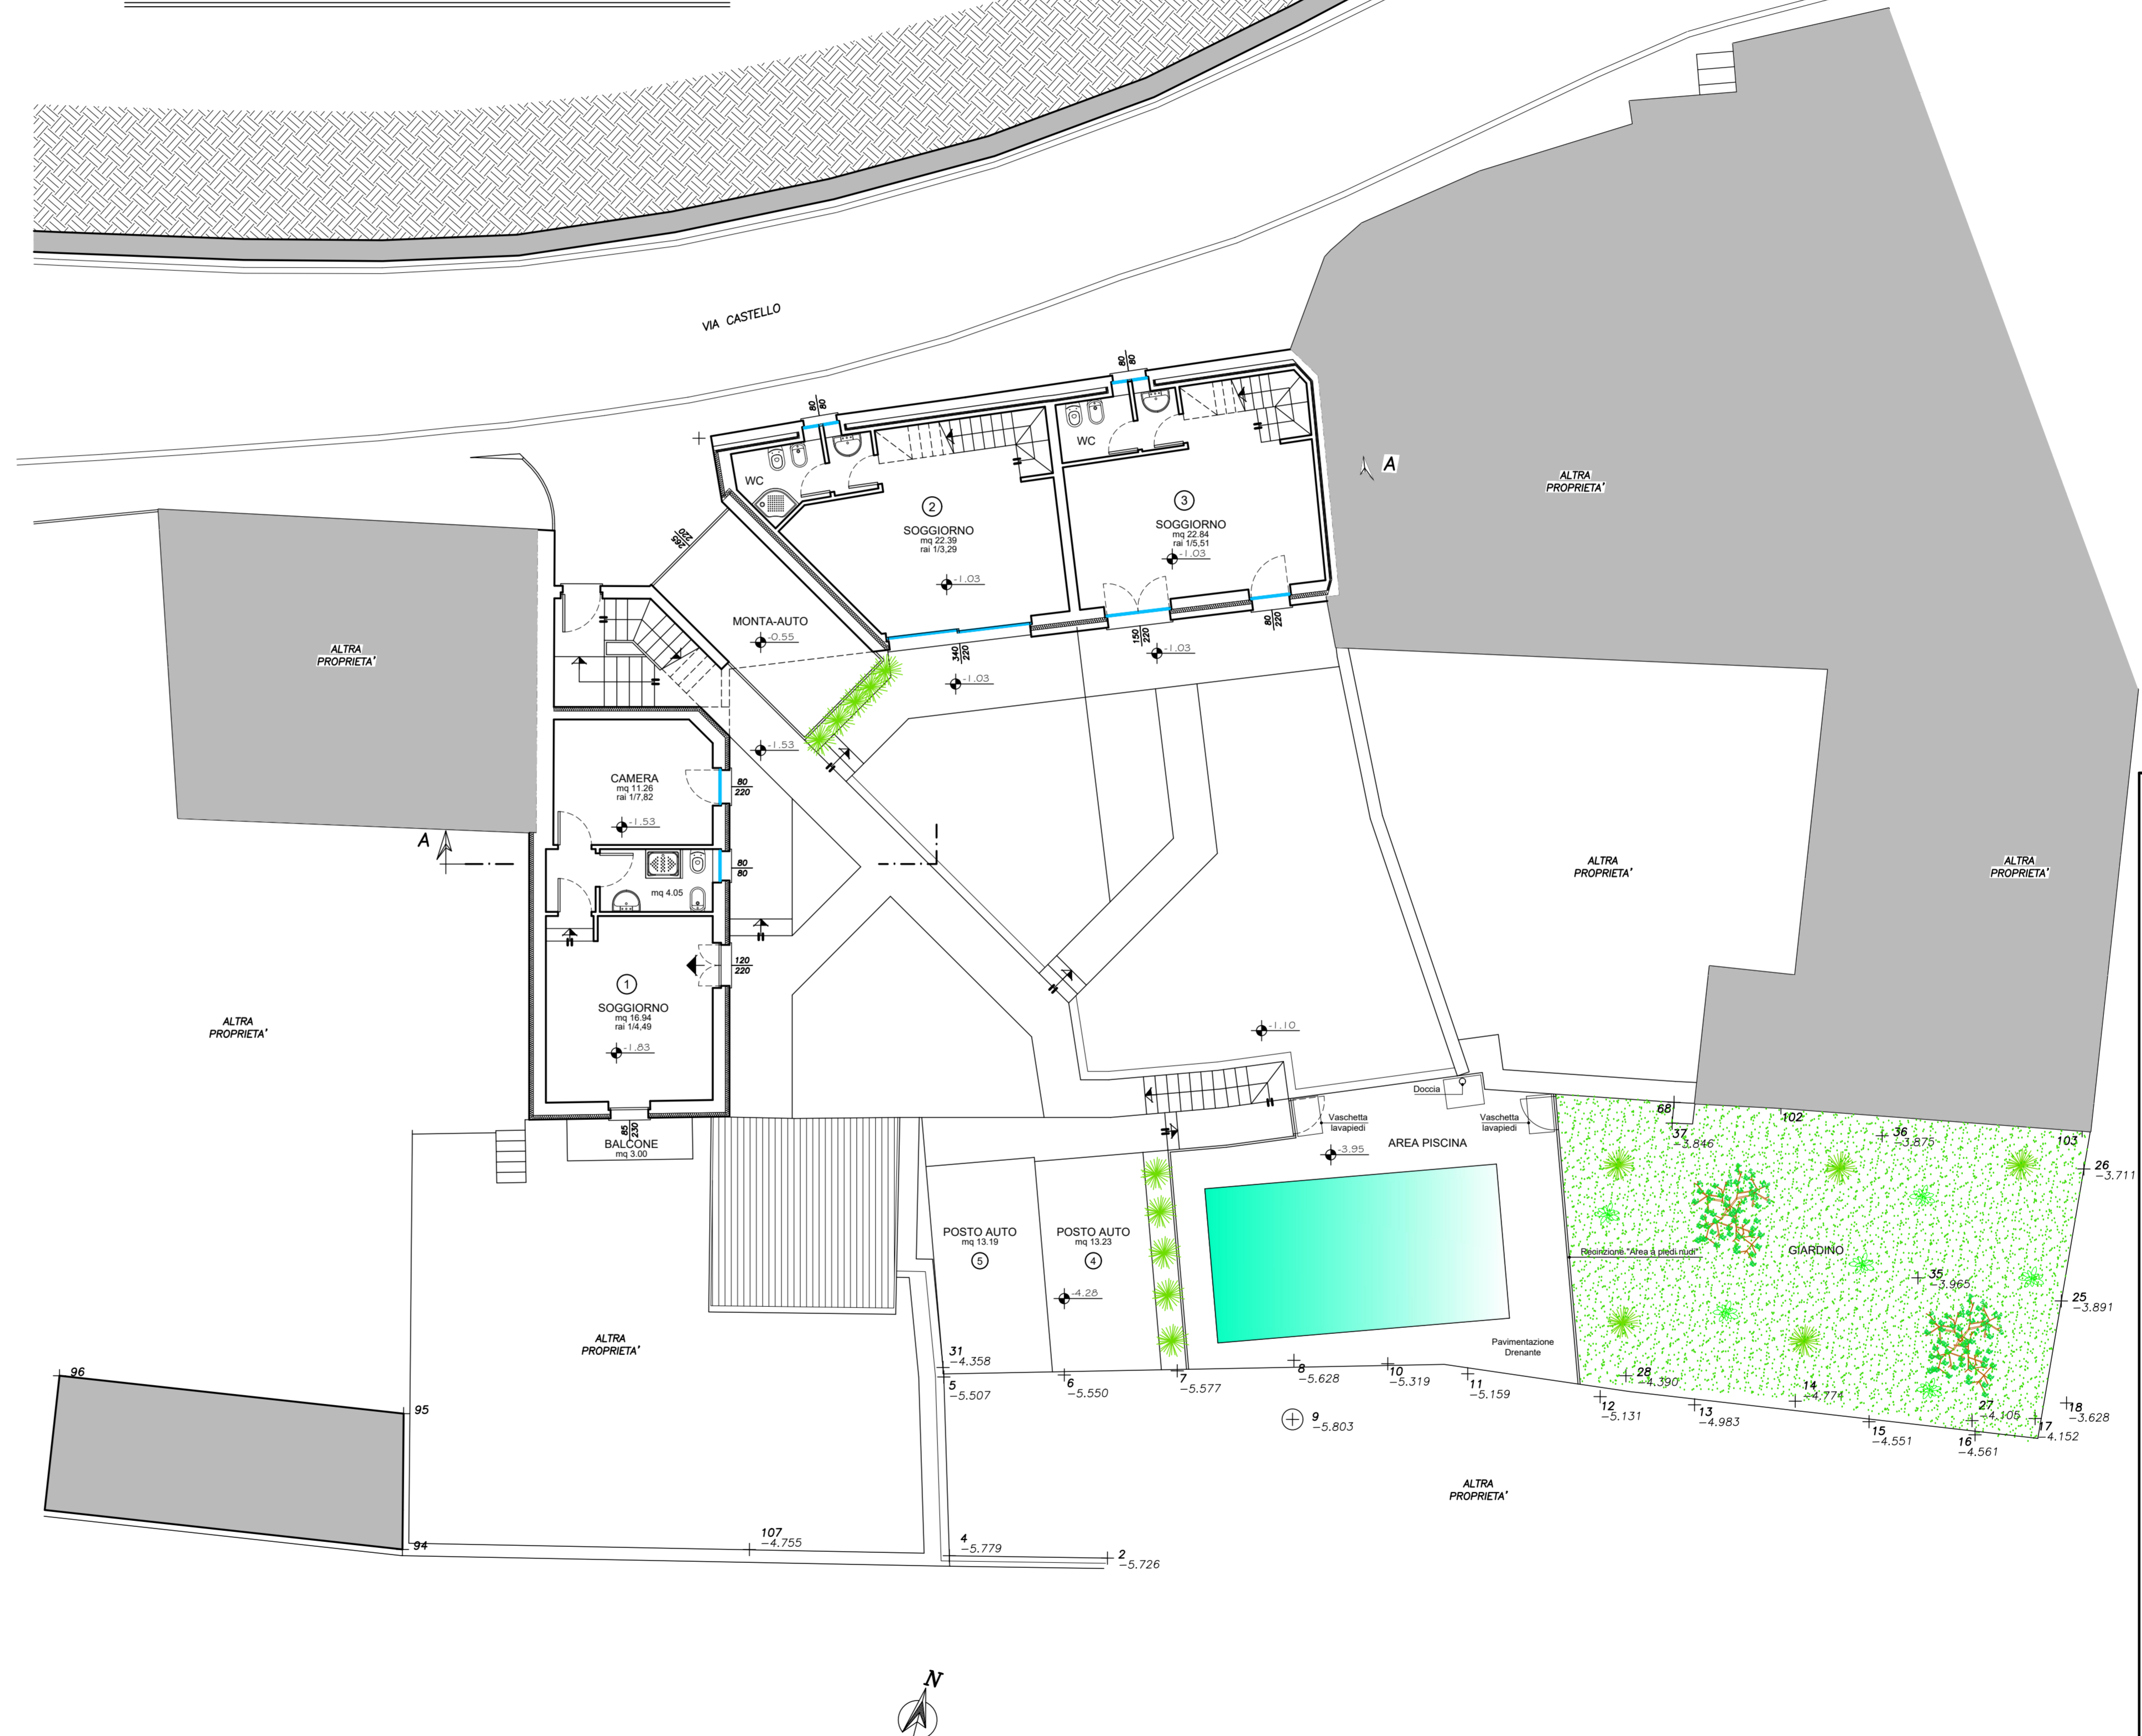 VIA CASTELLO
80
80
80
80
WC
WC
A
ALTRA
PROPRIETA'
2
SOGGIORNO
mq 22.39
rai 1/3,29
-1.03
3
SOGGIORNO
mq 22.84
rai 1/5,51
-1.03
265
220
MONTA-AUTO
-0.55
340
220
150
220
80
220
-1.03
-1.03
ALTRA
PROPRIETA'
-1.53
CAMERA
mq 11.26
rai 1/7,82
-1.53
80
220
A
80
80
mq 4.05
ALTRA
PROPRIETA'
ALTRA
PROPRIETA'
120
220
1
SOGGIORNO
mq 16.94
rai 1/4,49
-1.83
ALTRA
PROPRIETA'
-1.10
85
230
BALCONE
mq 3.00
Doccia
Vaschetta
lavapiedi
Vaschetta
lavapiedi
AREA PISCINA
-3.95
68
37
-3.846
102
36
-3.875
103
26
-3.711
POSTO AUTO
mq 13.19
5
POSTO AUTO
mq 13.23
4
-4.28
Recinzione "Area a piedi nudi"
GIARDINO
35
-3.965
25
-3.891
ALTRA
PROPRIETA'
Pavimentazione
Drenante
31
-4.358
5
-5.507
6
-5.550
7
-5.577
8
-5.628
10
-5.319
11
-5.159
28
-4.390
12
-5.131
13
-4.983
14
-4.774
15
-4.551
27
-4.105
16
-4.561
17
-4.152
18
-3.628
9
-5.803
96
95
94
107
-4.755
4
-5.779
2
-5.726
ALTRA
PROPRIETA'
N